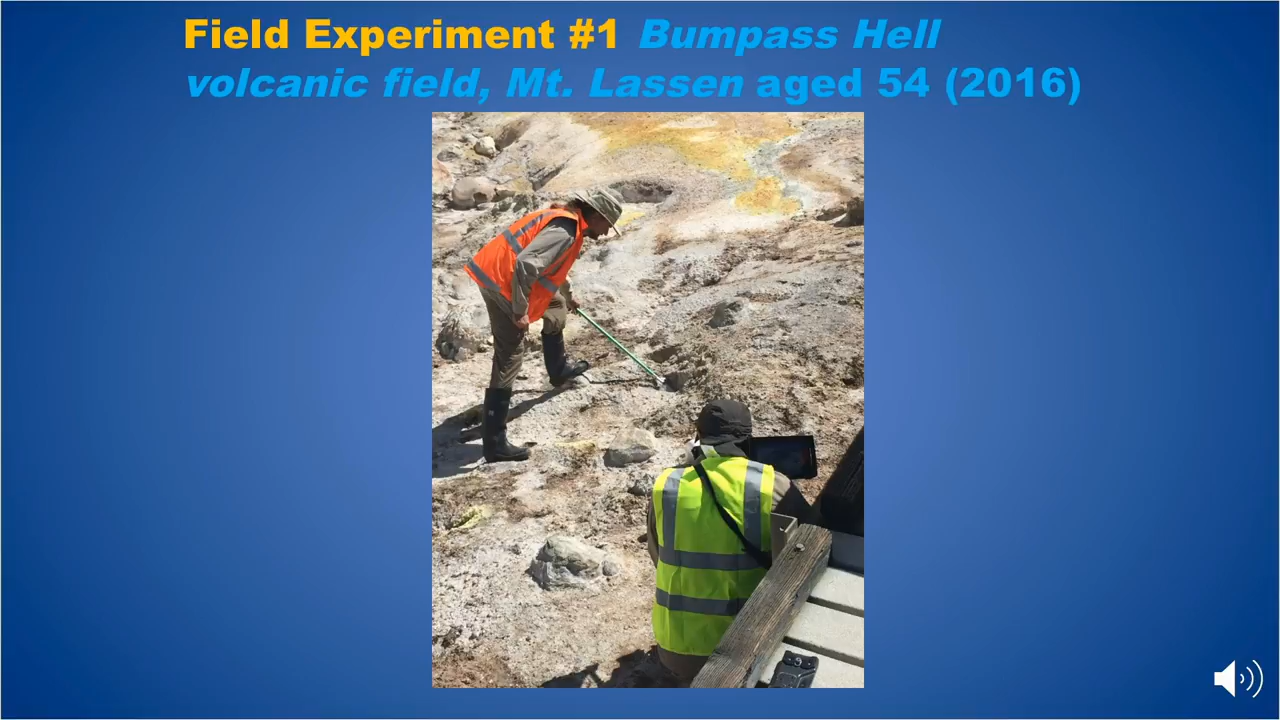 Field Experiment #1 Bumpass Hell
volcanic field, Mt. Lassen aged 54 (2016)